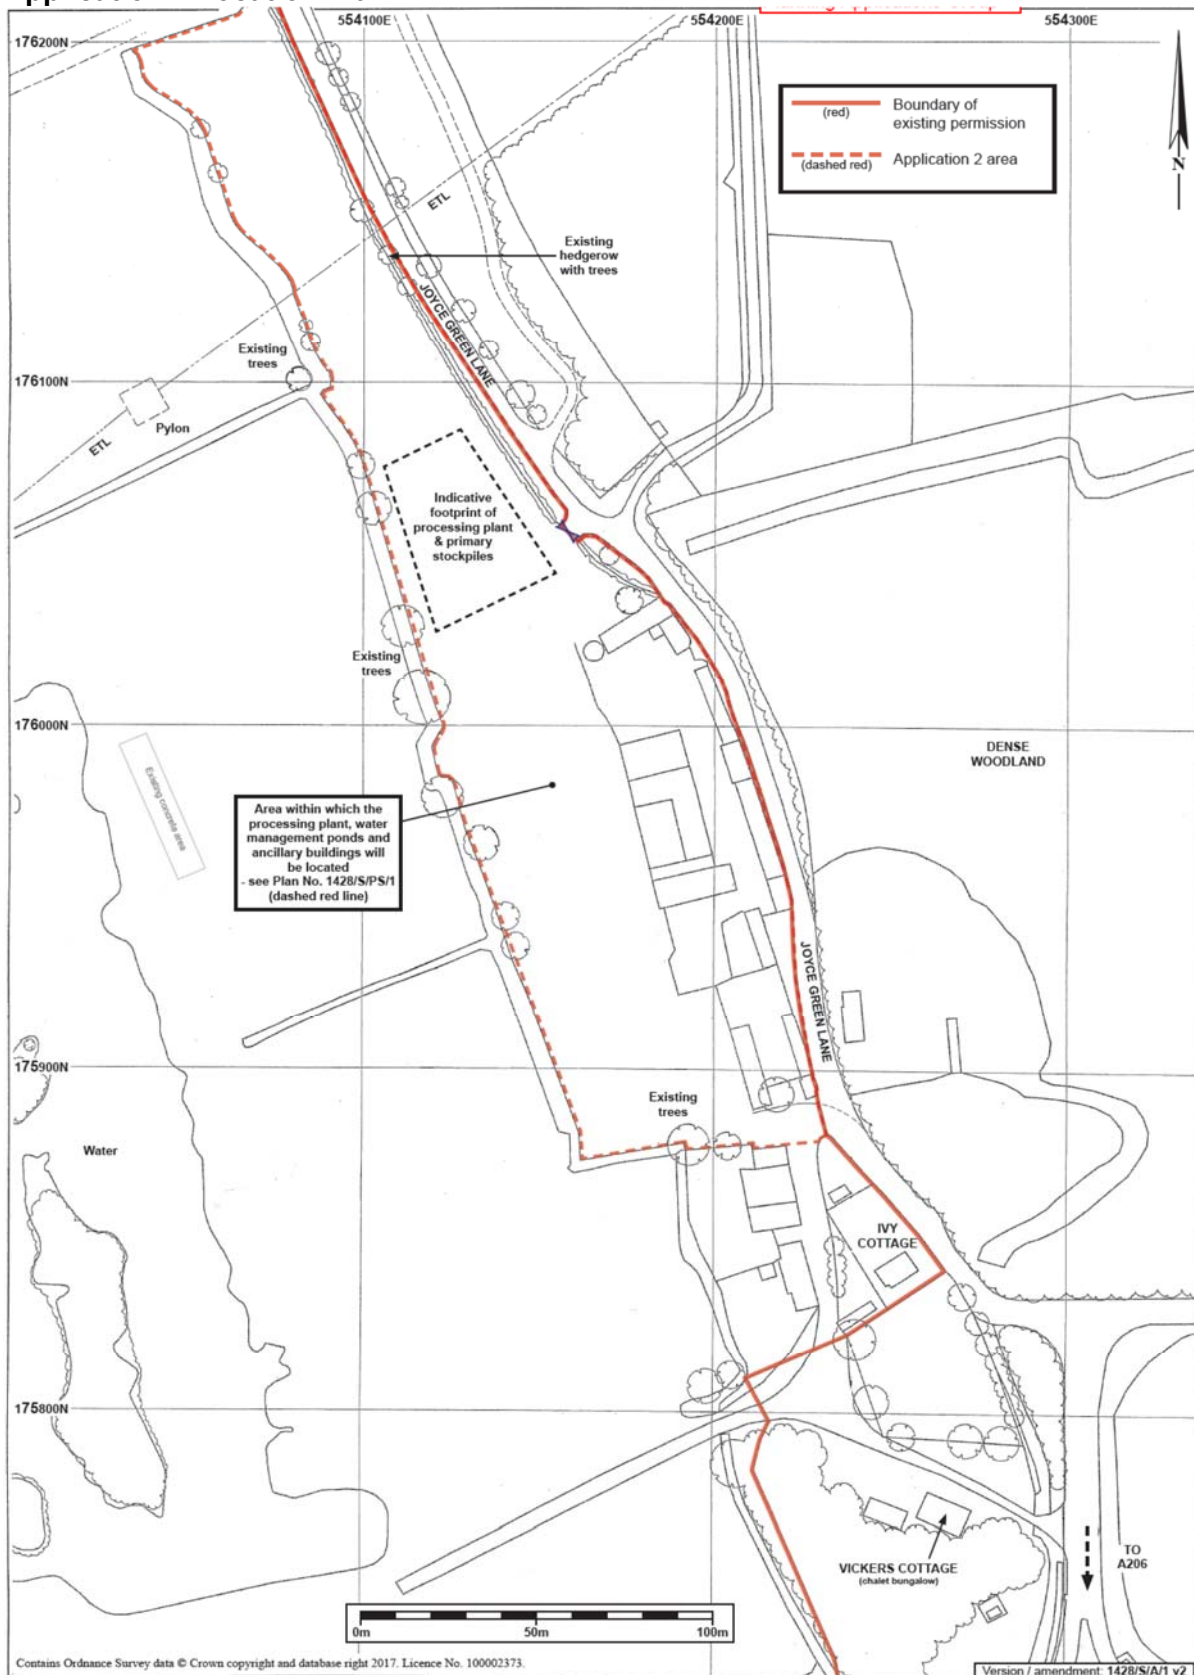 554100E
554200E
554300E
176200N
(red)
Boundary of
existing permission
(dashed red)
Application 2 area
N
ETL
Existing
hedgerow
with trees
JOYCE GREEN LANE
Existing
trees
176100N
Pylon
ETL
Indicative
footprint of
processing plant
& primary
stockpiles
Existing
trees
176000N
DENSE
WOODLAND
Existing concrete area
Area within which the
processing plant, water
management ponds and
ancillary buildings will
be located
- see Plan No. 1428/S/PS/1
(dashed red line)
JOYCE GREEN LANE
175900N
Existing
trees
Water
IVY
COTTAGE
175800N
VICKERS COTTAGE
(chalet bungalow)
TO
A206
0m
50m
100m
Contains Ordnance Survey data © Crown copyright and database right 2017. Licence No. 100002373.
Version / amendment: 1428/S/A/1 v2